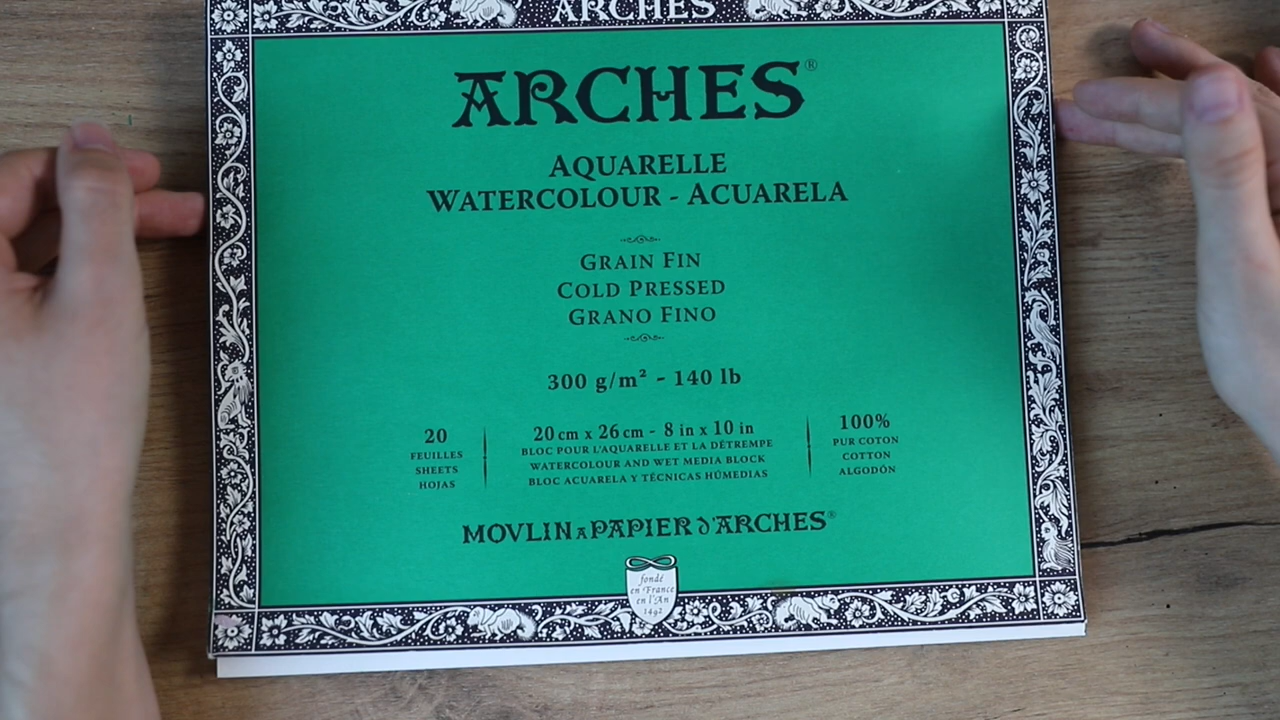 ARCHES
ARCHES®
AQUARELLE
WATERCOLOUR - ACUARELA
GRAIN FIN
COLD PRESSED
GRANO FINO
300 g/m² - 140 lb
20
FEUILLES
SHEETS
HOJAS
20 cm x 26 cm - 8 in x 10 in
BLOC POUR L'AQUARELLE ET LA DÉTREMPE
WATERCOLOUR AND WET MEDIA BLOCK
BLOC ACUARELA Y TÉCNICAS HÚMEDIAS
100%
PUR COTON
COTTON
ALGODÓN
MOVLIN A PAPIER D'ARCHES®
fondé
en France
en l'An
1492